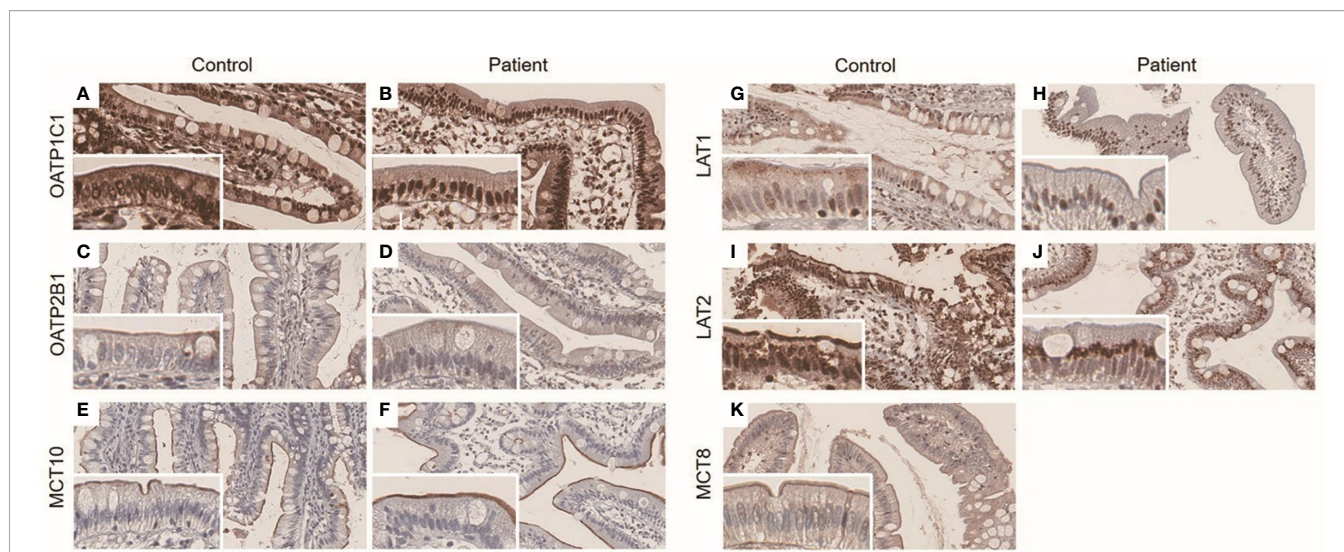 Control Patient Control Patient
OATP1C1 A B LAT1 G H
OATP2B1 C D LAT2 I J
MCT10 E F MCT8 K